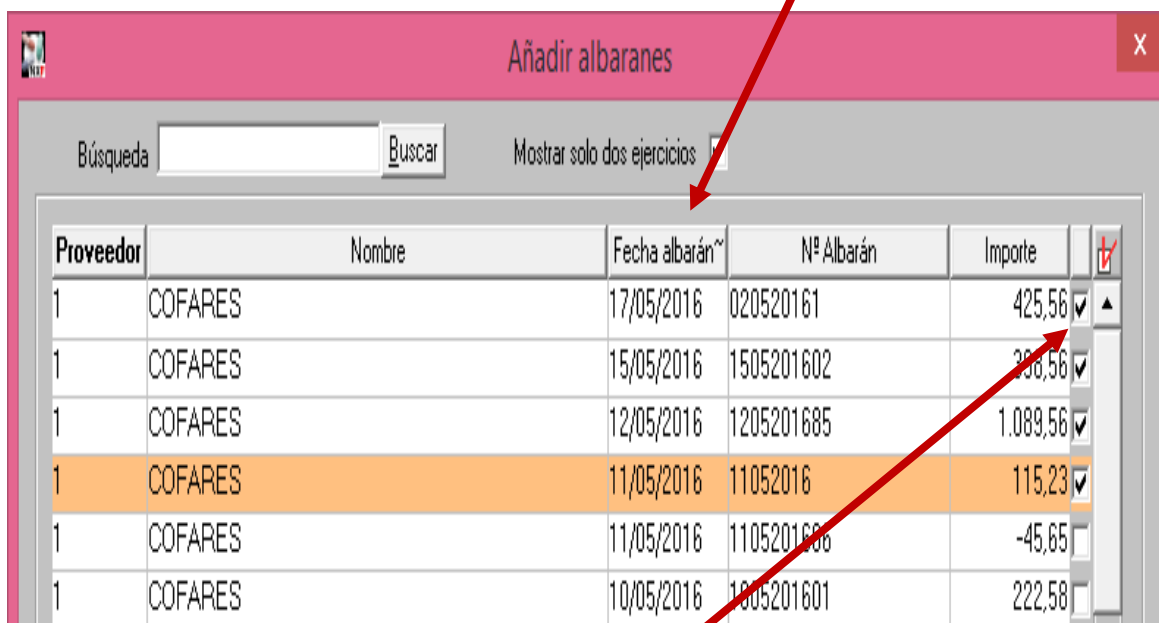 Añadir albaranes
X
Búsqueda Buscar Mostrar solo dos ejercicios
Proveedor Nombre Fecha albarán~ Nº Albarán Importe
1 COFARES 17/05/2016 020520161 425,56
1 COFARES 15/05/2016 1505201602
1 COFARES 12/05/2016 1205201685 1.089,56
1 COFARES 11/05/2016 11052016 115,23
1 COFARES 11/05/2016 -45,65
1 COFARES 10/05/2016 1005201601 222,58